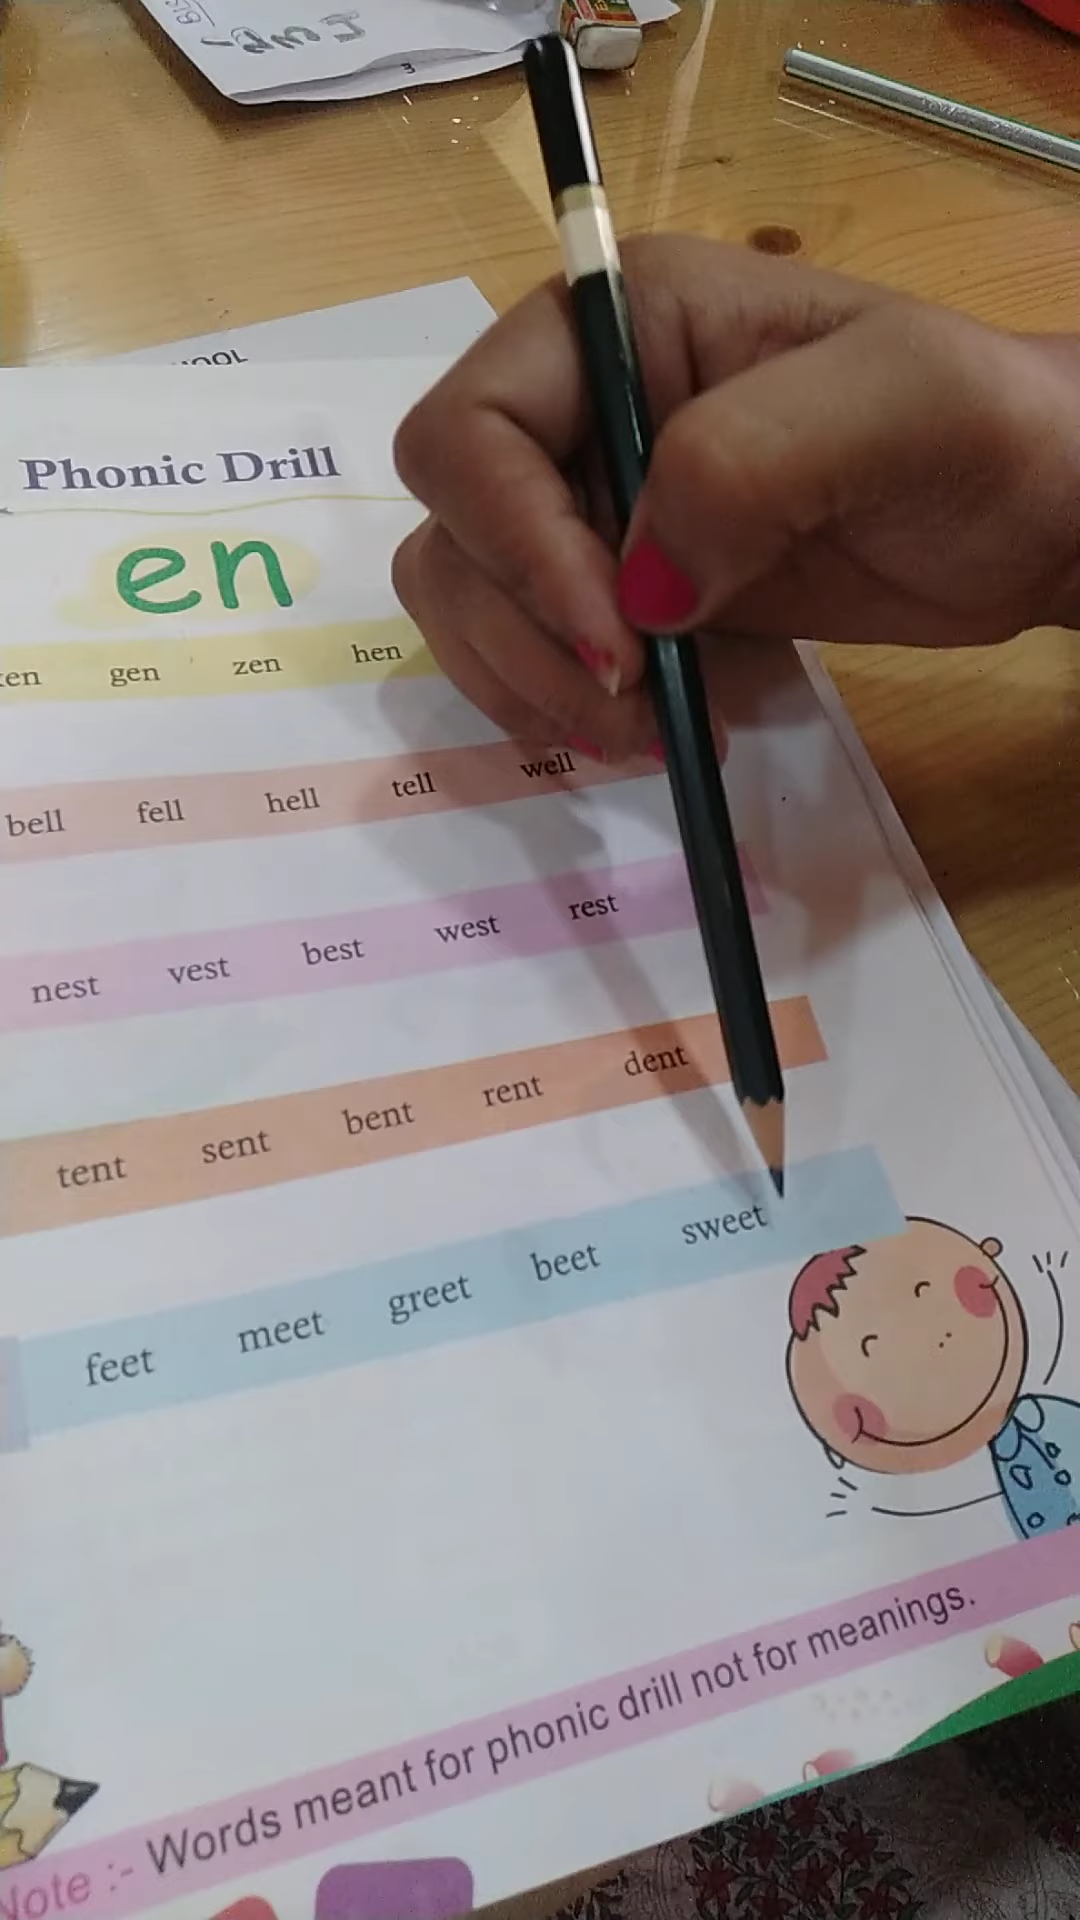 Phonic Drill
en
gen zen hen
bell fell hell tell well
nest vest best west rest
tent sent bent rent dent
feet meet greet beet sweet
Note :- Words meant for phonic drill not for meanings.